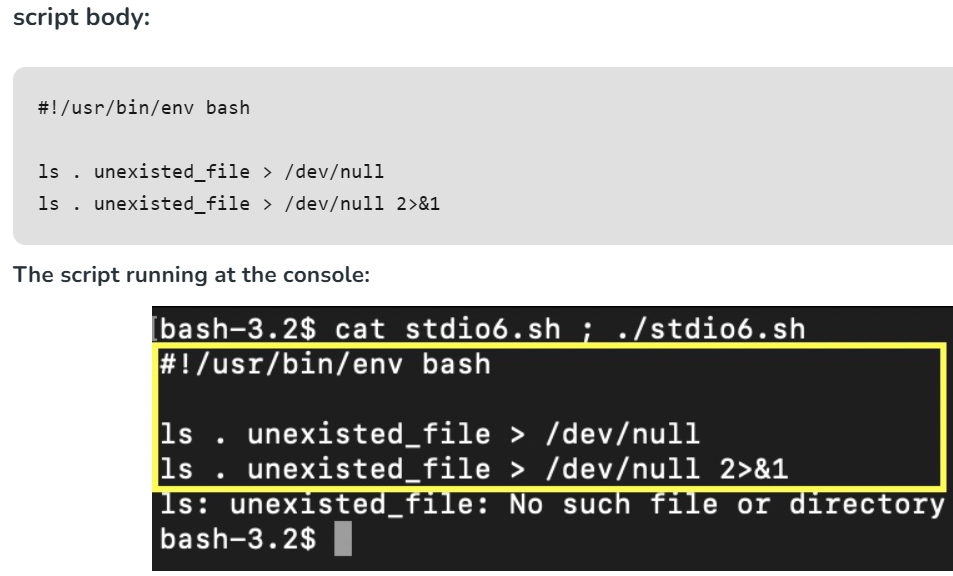 script body:
#!/usr/bin/env bash
ls . unexisted_file > /dev/null
ls . unexisted_file > /dev/null 2>&1
The script running at the console:
[bash-3.2$ cat stdio6.sh ; ./stdio6.sh
#!/usr/bin/env bash
ls . unexisted_file > /dev/null
ls . unexisted_file > /dev/null 2>&1
ls: unexisted_file: No such file or directory
bash-3.2$